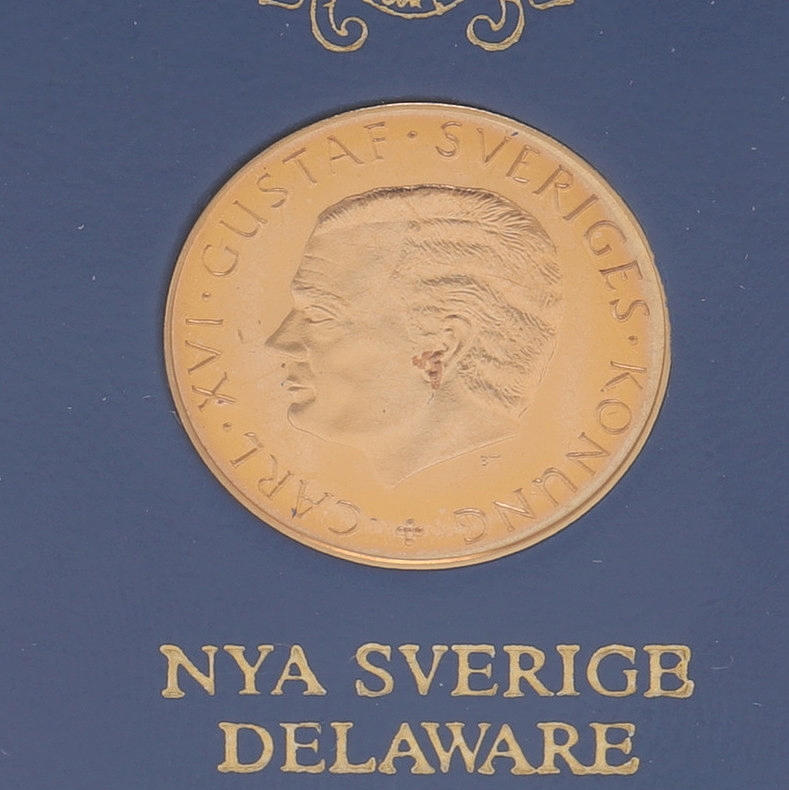 CARL · XVI · GUSTAF · SVERIGES · KONUNG
NYA SVERIGE
DELAWARE